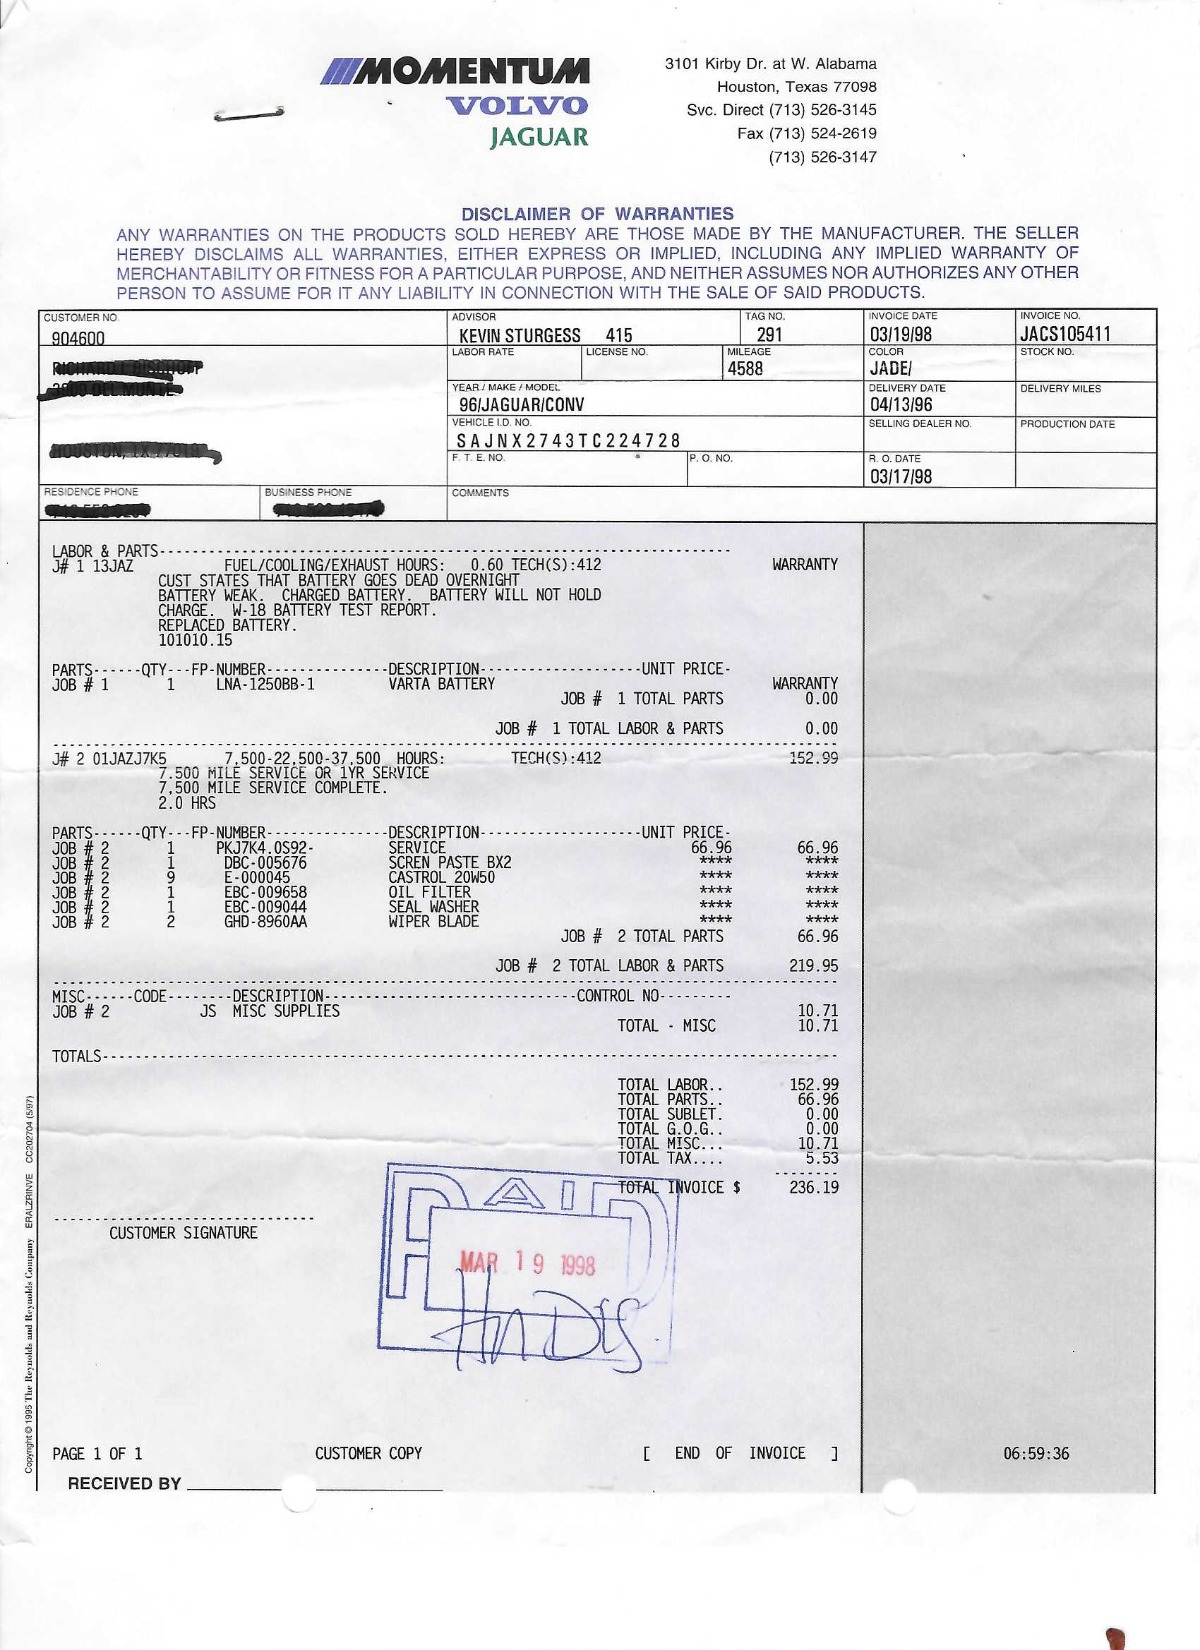 MOMENTUM
VOLVO
JAGUAR
3101 Kirby Dr. at W. Alabama
Houston, Texas 77098
Svc. Direct (713) 526-3145
Fax (713) 524-2619
(713) 526-3147
DISCLAIMER OF WARRANTIES
ANY WARRANTIES ON THE PRODUCTS SOLD HEREBY ARE THOSE MADE BY THE MANUFACTURER. THE SELLER
HEREBY DISCLAIMS ALL WARRANTIES, EITHER EXPRESS OR IMPLIED, INCLUDING ANY IMPLIED WARRANTY OF
MERCHANTABILITY OR FITNESS FOR A PARTICULAR PURPOSE, AND NEITHER ASSUMES NOR AUTHORIZES ANY OTHER
PERSON TO ASSUME FOR IT ANY LIABILITY IN CONNECTION WITH THE SALE OF SAID PRODUCTS.
CUSTOMER NO. ADVISOR TAG NO. INVOICE DATE INVOICE NO.
904600 KEVIN STURGESS 415 291 03/19/98 JACS105411
LABOR RATE LICENSE NO. MILEAGE COLOR STOCK NO.
4588 JADE/
YEAR / MAKE / MODEL DELIVERY DATE DELIVERY MILES
96/JAGUAR/CONV 04/13/96
VEHICLE I.D. NO. SELLING DEALER NO. PRODUCTION DATE
SAJNX2743TC224728
F. T. E. NO. P. O. NO. R. O. DATE
03/17/98
RESIDENCE PHONE BUSINESS PHONE COMMENTS
LABOR & PARTS
J# 1 13JAZ FUEL/COOLING/EXHAUST HOURS: 0.60 TECH(S):412 WARRANTY
CUST STATES THAT BATTERY GOES DEAD OVERNIGHT
BATTERY WEAK. CHARGED BATTERY. BATTERY WILL NOT HOLD
CHARGE. W-18 BATTERY TEST REPORT.
REPLACED BATTERY.
101010.15
PARTS------QTY---FP-NUMBER---------------DESCRIPTION--------------------UNIT PRICE-
JOB # 1 1 LNA-1250BB-1 VARTA BATTERY WARRANTY
JOB # 1 TOTAL PARTS 0.00
JOB # 1 TOTAL LABOR & PARTS 0.00
J# 2 01JAZJ7K5 7,500-22,500-37,500 HOURS: TECH(S):412 152.99
7.500 MILE SERVICE OR 1YR SERVICE
7,500 MILE SERVICE COMPLETE.
2.0 HRS
PARTS------QTY---FP-NUMBER---------------DESCRIPTION--------------------UNIT PRICE-
JOB # 2 1 PKJ7K4.0S92- SERVICE 66.96 66.96
JOB # 2 1 DBC-005676 SCREN PASTE BX2 **** ****
JOB # 2 9 E-000045 CASTROL 20W50 **** ****
JOB # 2 1 EBC-009658 OIL FILTER **** ****
JOB # 2 1 EBC-009044 SEAL WASHER **** ****
JOB # 2 2 GHD-8960AA WIPER BLADE **** ****
JOB # 2 TOTAL PARTS 66.96
JOB # 2 TOTAL LABOR & PARTS 219.95
MISC------CODE--------DESCRIPTION-------------------------------CONTROL NO---------
JOB # 2 JS MISC SUPPLIES 10.71
TOTAL - MISC 10.71
TOTALS
TOTAL LABOR.. 152.99
TOTAL PARTS.. 66.96
TOTAL SUBLET. 0.00
TOTAL G.O.G.. 0.00
TOTAL MISC... 10.71
TOTAL TAX.... 5.53
TOTAL INVOICE $ 236.19
CUSTOMER SIGNATURE
PAID
MAR 19 1998
PAGE 1 OF 1 CUSTOMER COPY [ END OF INVOICE ] 06:59:36
RECEIVED BY
Copyright © 1995 The Reynolds and Reynolds Company ERALZRINVE CC202704 (5/97)